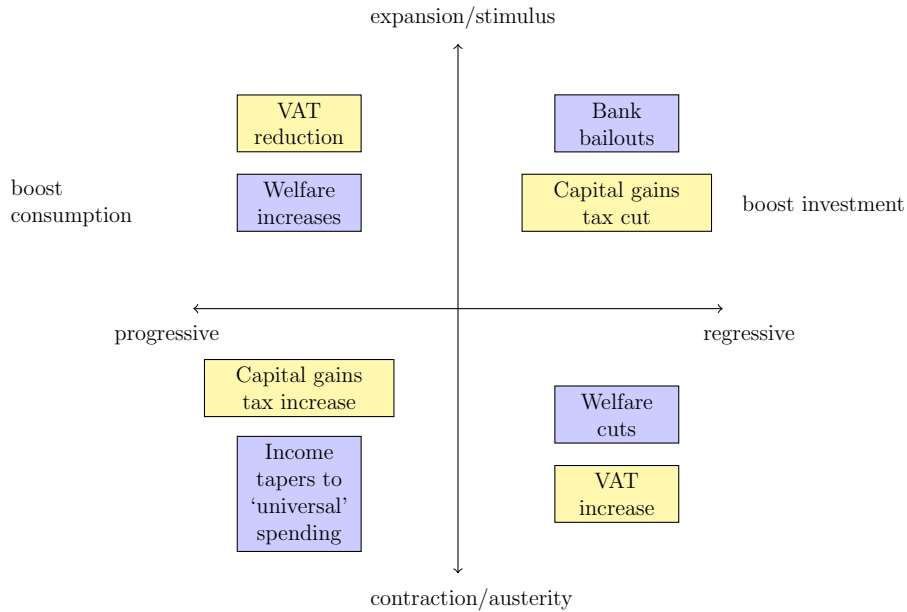 expansion/stimulus
VAT
reduction
Bank
bailouts
boost
consumption
Welfare
increases
Capital gains
tax cut
boost investment
progressive
regressive
Capital gains
tax increase
Welfare
cuts
Income
tapers to
‘universal’
spending
VAT
increase
contraction/austerity